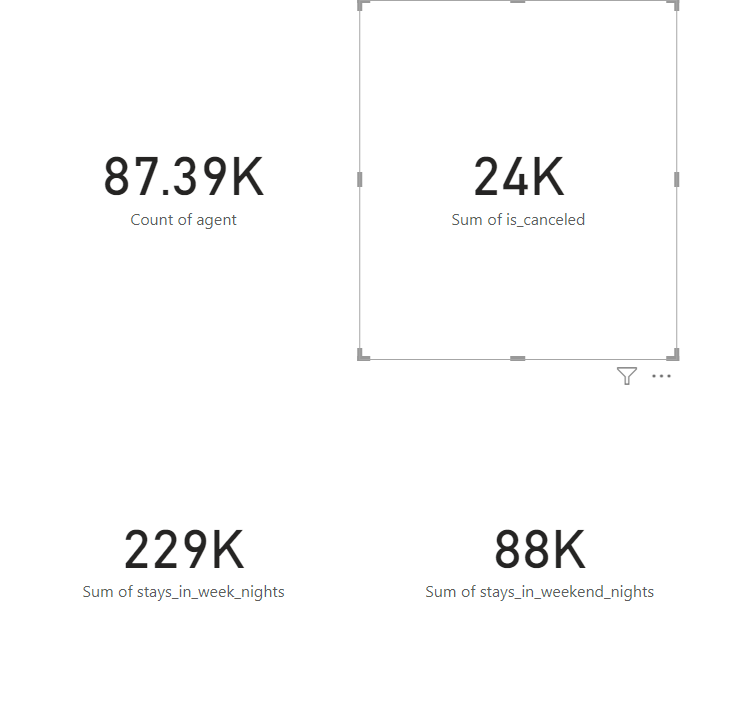 87.39K
Count of agent
24K
Sum of is_canceled
229K
Sum of stays_in_week_nights
88K
Sum of stays_in_weekend_nights